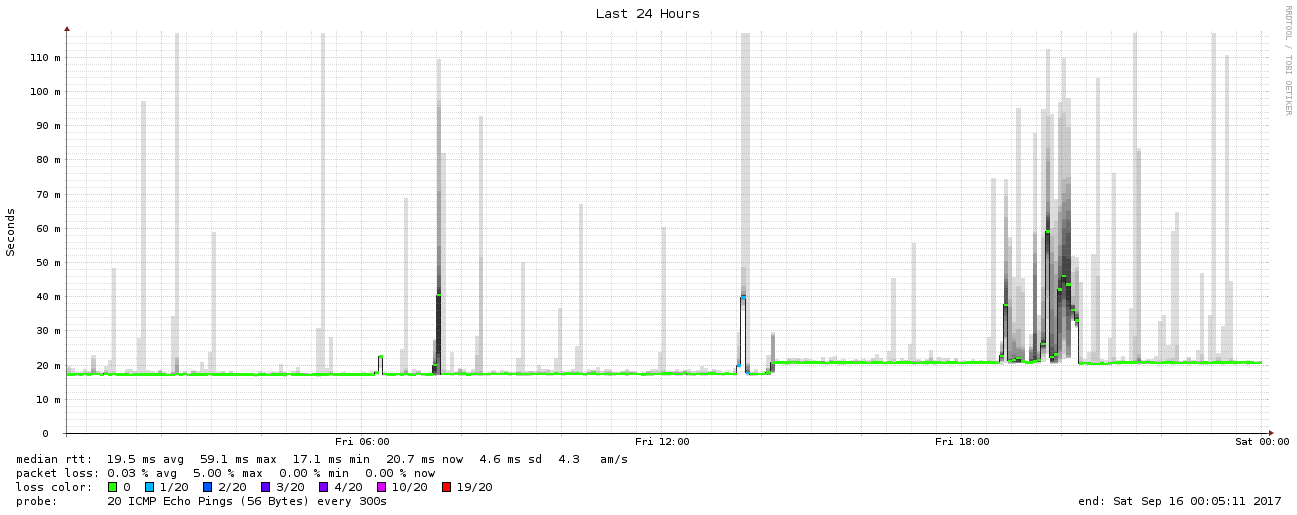 Last 24 Hours
RRDTOOL / TOBI OETIKER
Seconds
110 m
100 m
90 m
80 m
70 m
60 m
50 m
40 m
30 m
20 m
10 m
0
Fri 06:00 Fri 12:00 Fri 18:00 Sat 00:00
median rtt: 19.5 ms avg 59.1 ms max 17.1 ms min 20.7 ms now 4.6 ms sd 4.3 am/s
packet loss: 0.03 % avg 5.00 % max 0.00 % min 0.00 % now
loss color: 0 1/20 2/20 3/20 4/20 10/20 19/20
probe: 20 ICMP Echo Pings (56 Bytes) every 300s end: Sat Sep 16 00:05:11 2017